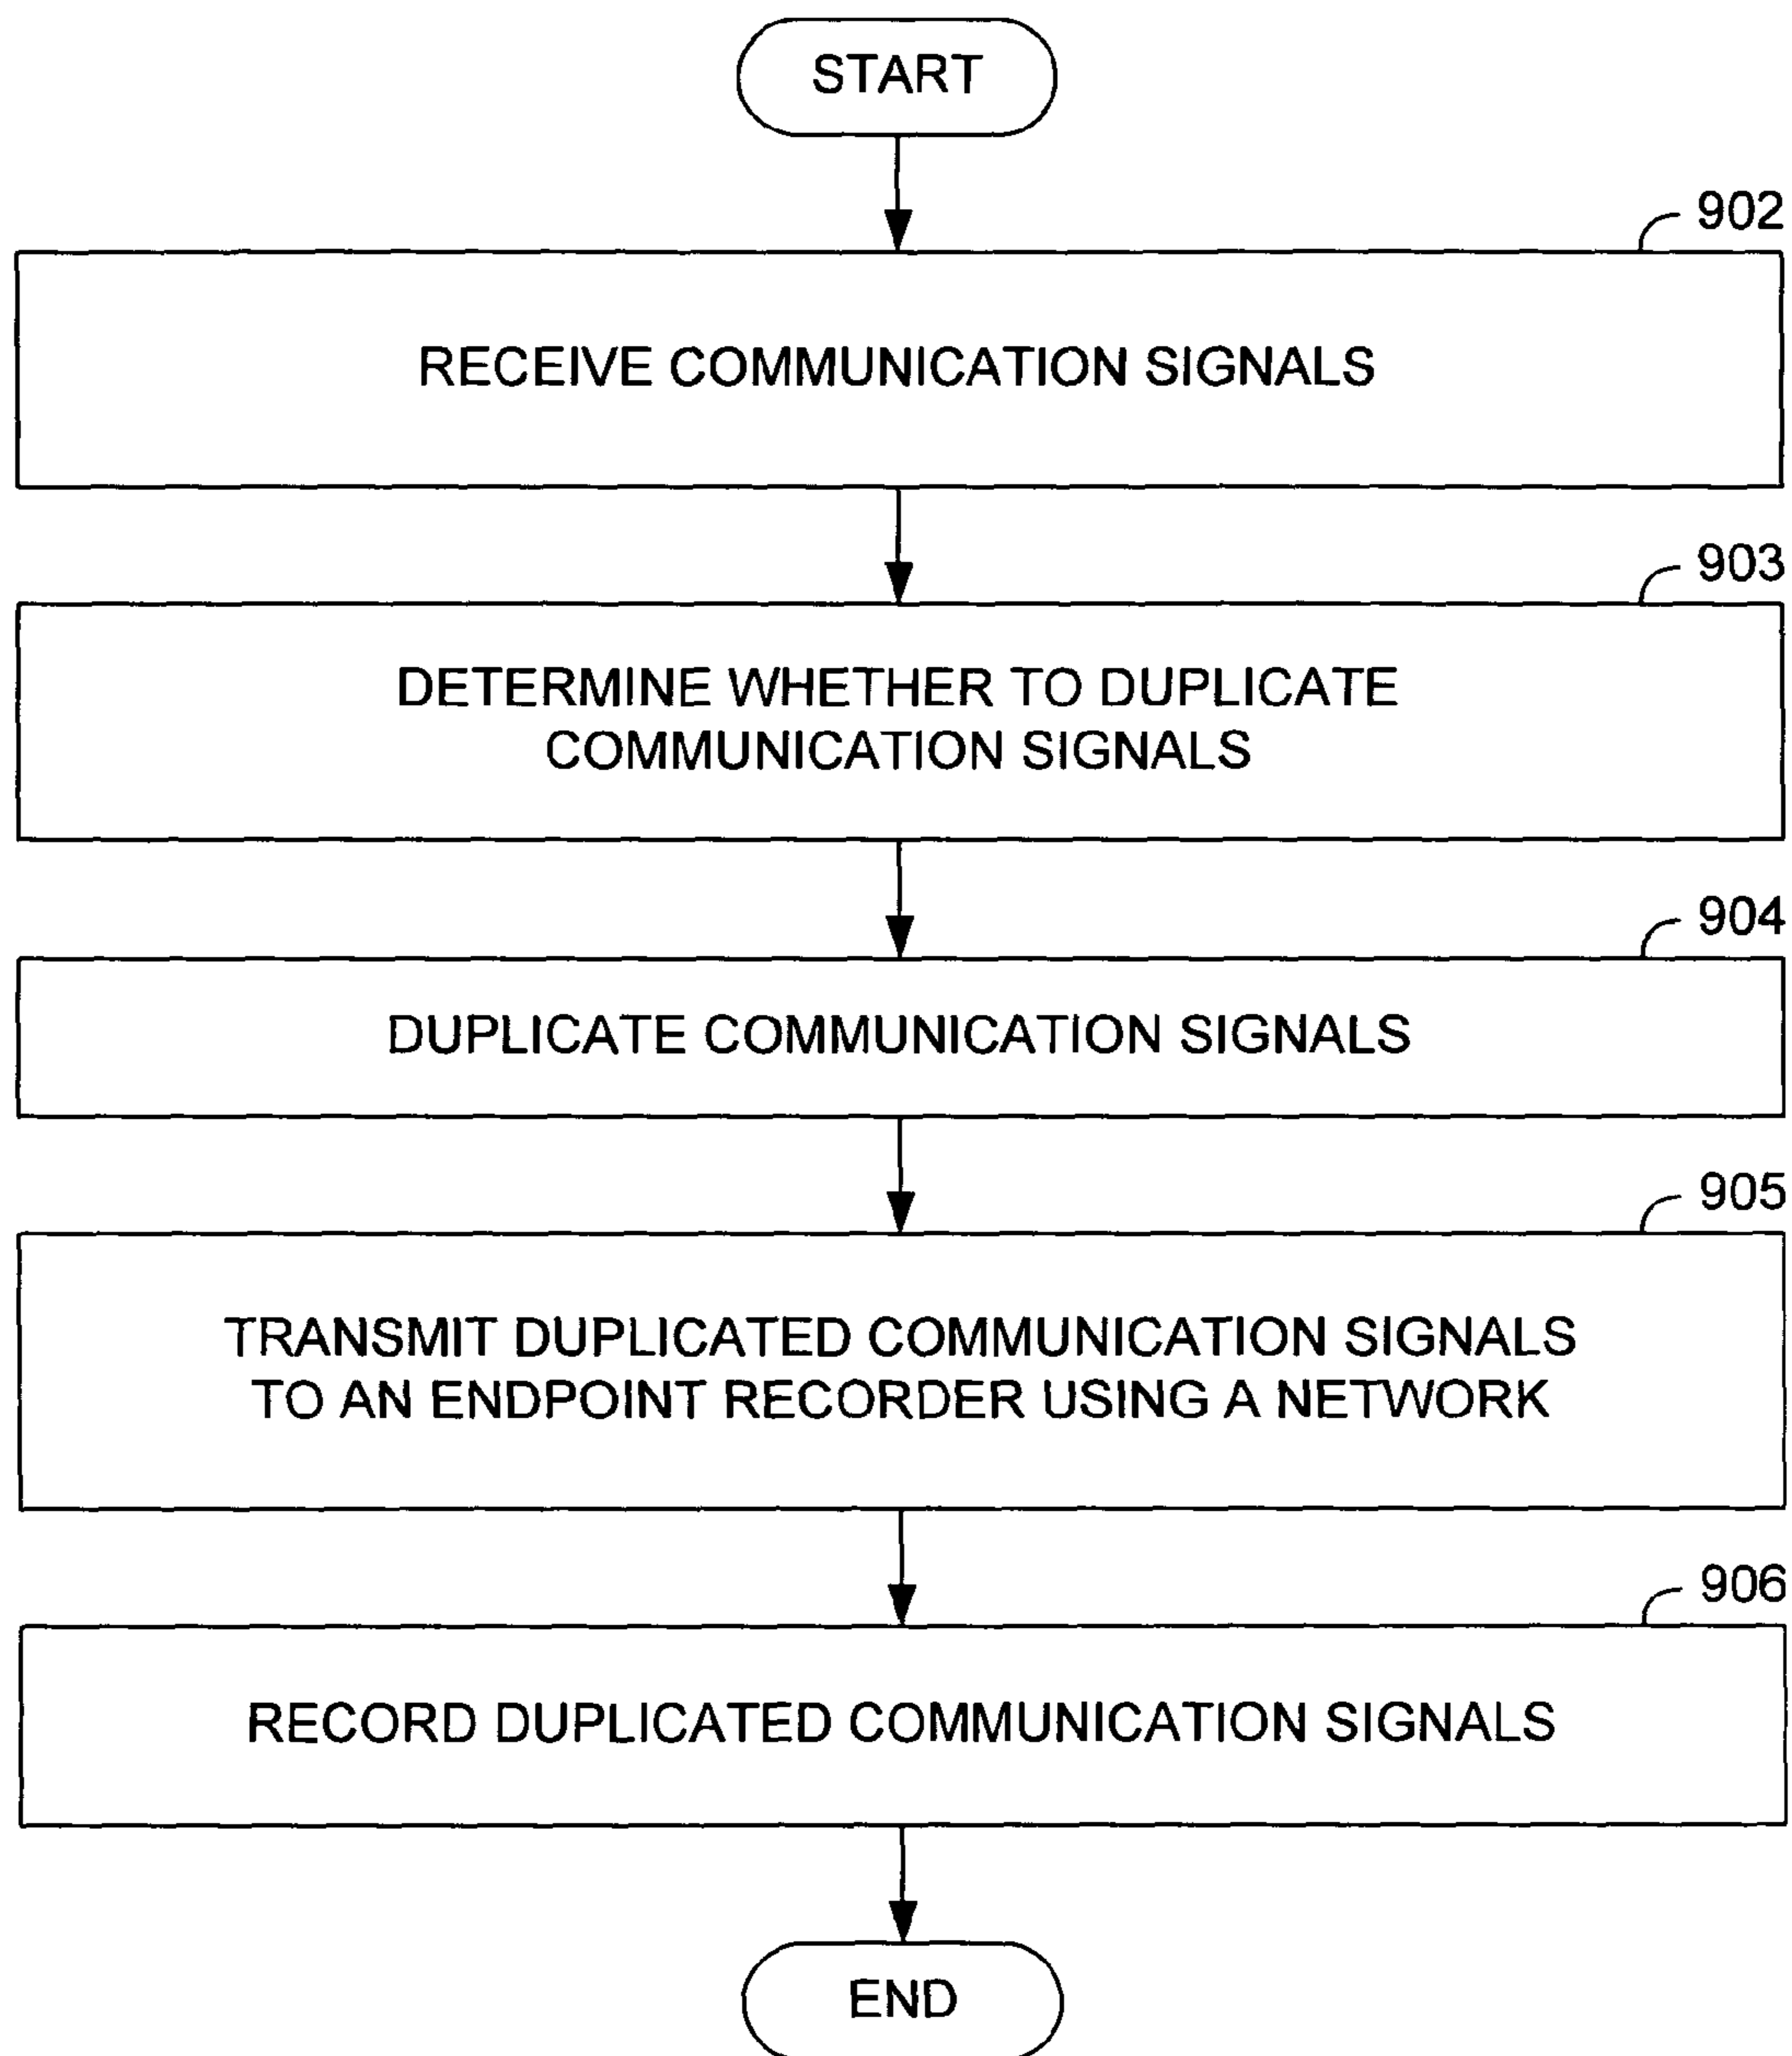 START
902
RECEIVE COMMUNICATION SIGNALS
903
DETERMINE WHETHER TO DUPLICATE
COMMUNICATION SIGNALS
904
DUPLICATE COMMUNICATION SIGNALS
905
TRANSMIT DUPLICATED COMMUNICATION SIGNALS
TO AN ENDPOINT RECORDER USING A NETWORK
906
RECORD DUPLICATED COMMUNICATION SIGNALS
END